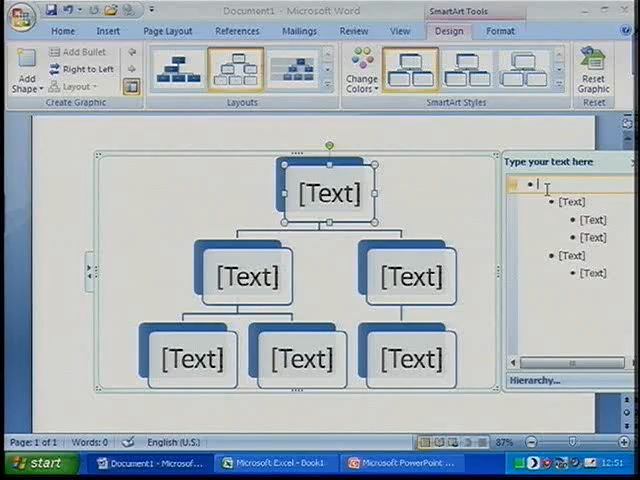 Document1 - Microsoft Word
SmartArt Tools
Home Insert Page Layout References Mailings Review View Design Format
Add Shape
Add Bullet
Right to Left
Layout
Create Graphic
Layouts
Change Colors
SmartArt Styles
Reset Graphic
Reset
Type your text here
[Text]
[Text]
[Text]
[Text]
[Text]
[Text]
[Text]
[Text]
[Text]
[Text]
[Text]
Hierarchy...
Page: 1 of 1 Words: 0 English (U.S.) 87%
start Document1 - Microsof... Microsoft Excel - Book1 Microsoft PowerPoint ... 12:51